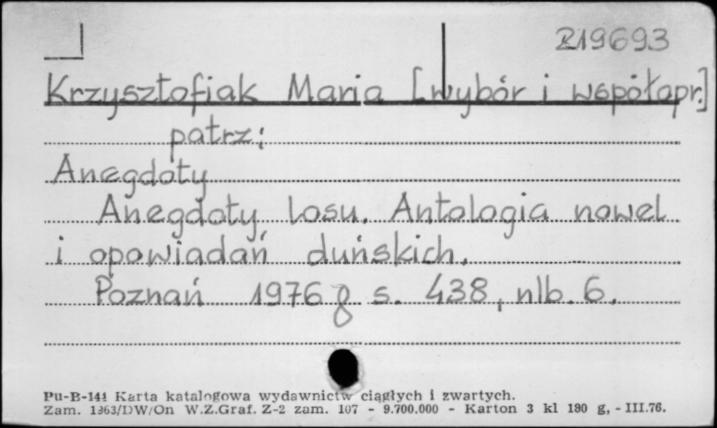 219693
Krzysztofiak Maria [wybór i współopr.]
patrz:
Anegdoty
Anegdoty losu. Antologia nowel
i opowiadań duńskich.
Poznań 1976 8 s. 438, nlb. 6.
Pu-B-144 Karta katalogowa wydawnictw ciągłych i zwartych.
Zam. 1363/DW/On W.Z.Graf. Z-2 zam. 107 - 9.700.000 - Karton 3 kl 180 g, - III.76.